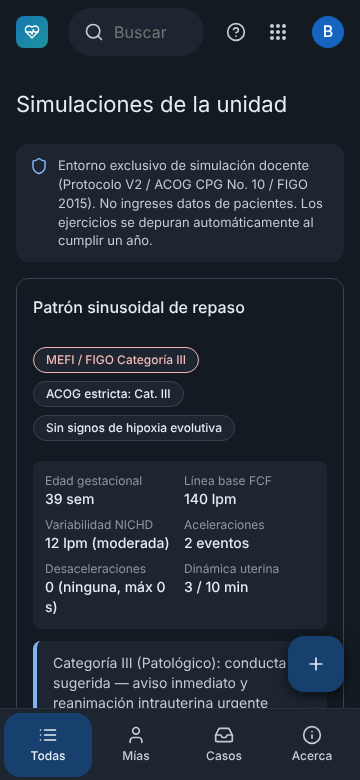 Buscar
B
Simulaciones de la unidad
Entorno exclusivo de simulación docente
(Protocolo V2 / ACOG CPG No. 10 / FIGO
2015). No ingreses datos de pacientes. Los
ejercicios se depuran automáticamente al
cumplir un año.
Patrón sinusoidal de repaso
MEFI / FIGO Categoría III
ACOG estricta: Cat. III
Sin signos de hipoxia evolutiva
Edad gestacional
Línea base FCF
39 sem
140 lpm
Variabilidad NICHD
Aceleraciones
12 lpm (moderada)
2 eventos
Desaceleraciones
Dinámica uterina
0 (ninguna, máx 0
s)
3 / 10 min
Categoría III (Patológico): conducta
sugerida — aviso inmediato y
reanimación intrauterina urgente
Todas
Mías
Casos
Acerca